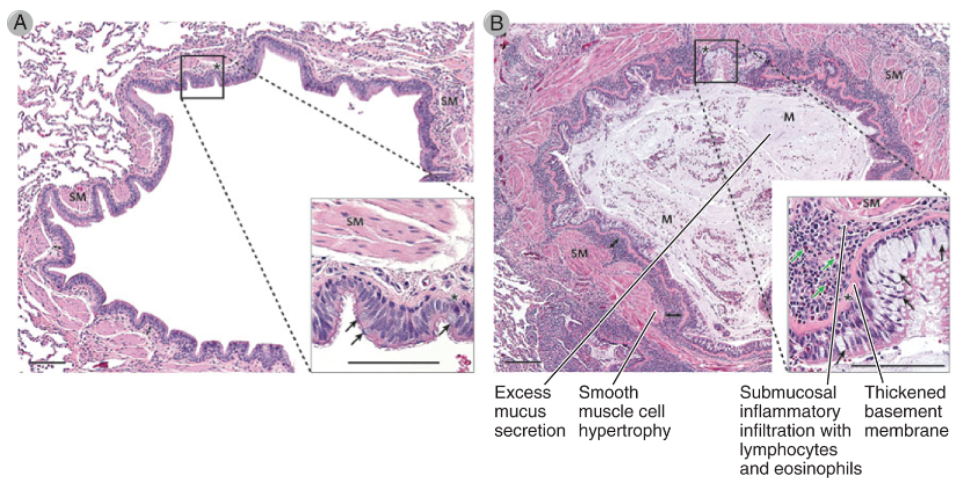 A
B
SM
SM
SM
SM
SM
SM
M
M
SM
SM
Excess
mucus
secretion
Smooth
muscle cell
hypertrophy
Submucosal
inflammatory
infiltration with
lymphocytes
and eosinophils
Thickened
basement
membrane